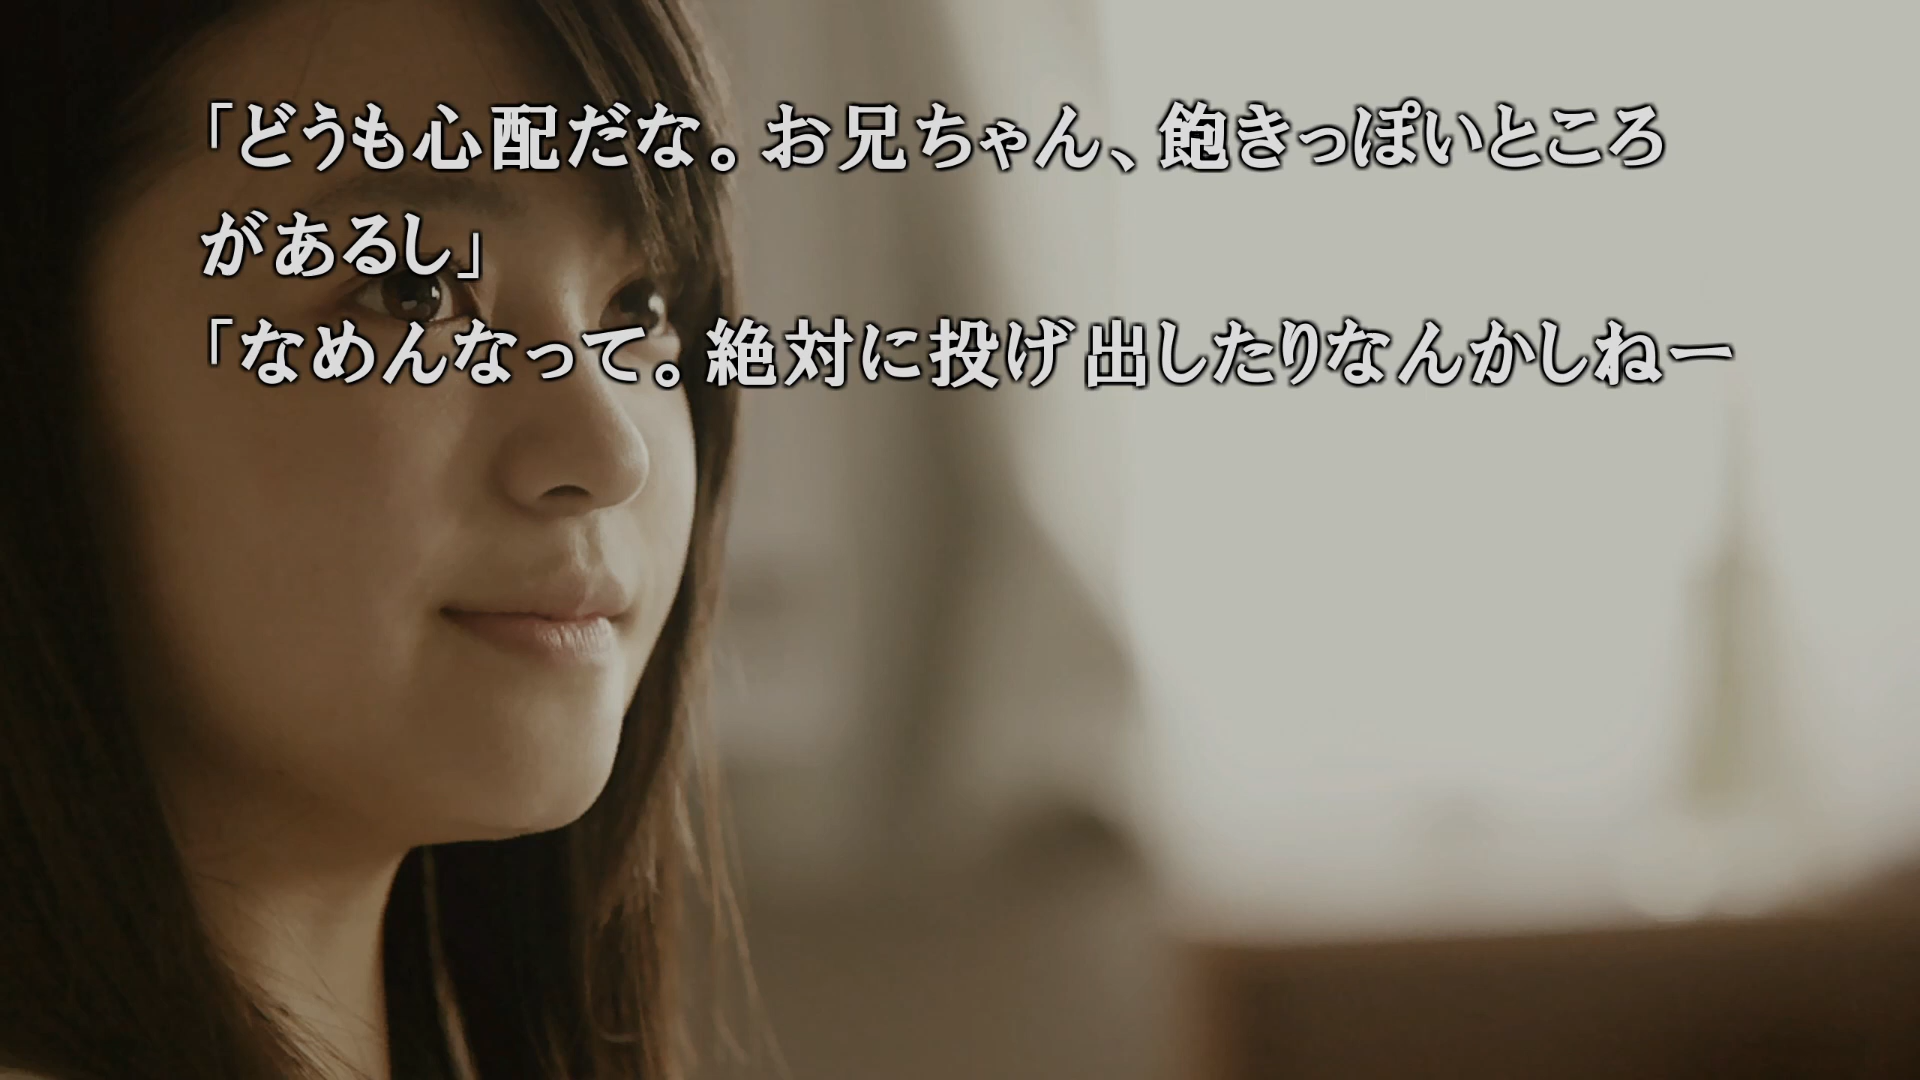 「どうも心配だな。お兄ちゃん、飽きっぽいところ
があるし」
「なめんなって。絶対に投げ出したりなんかしねー